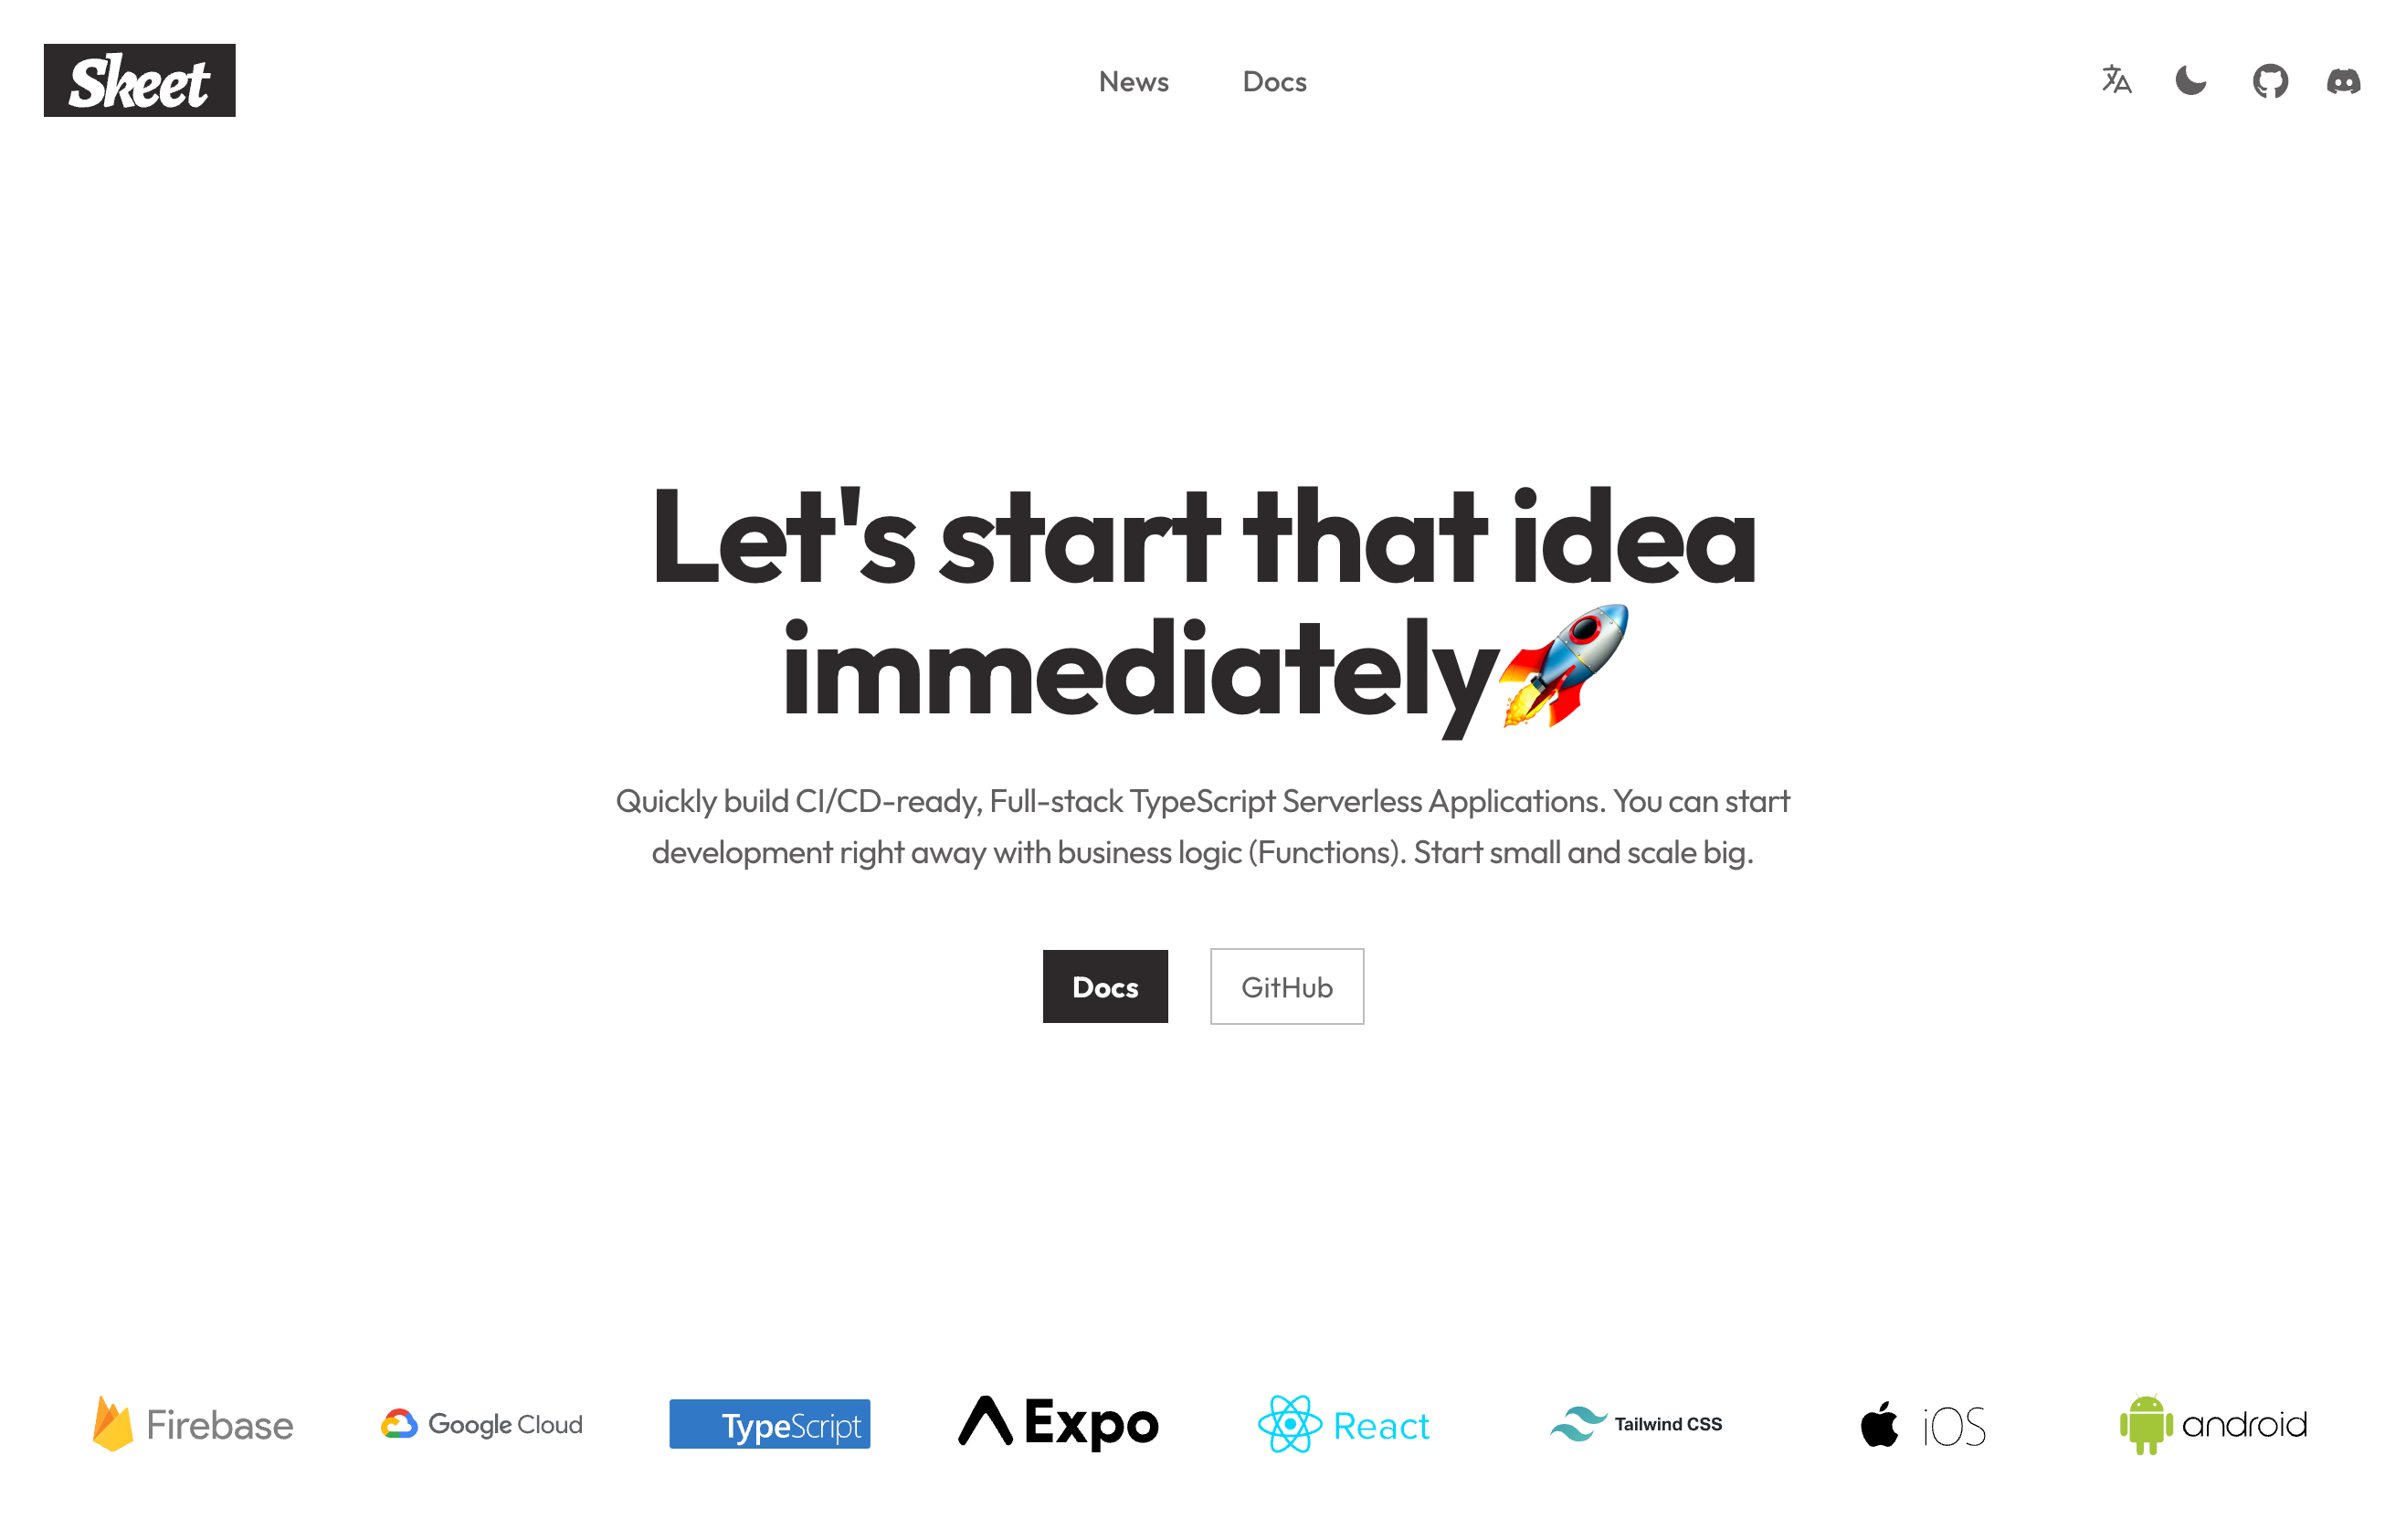 Skeet
News
Docs
Let's start that idea
immediately🚀
Quickly build CI/CD-ready, Full-stack TypeScript Serverless Applications. You can start
development right away with business logic (Functions). Start small and scale big.
Docs
GitHub
Firebase
Google Cloud
TypeScript
Expo
React
Tailwind CSS
iOS
android